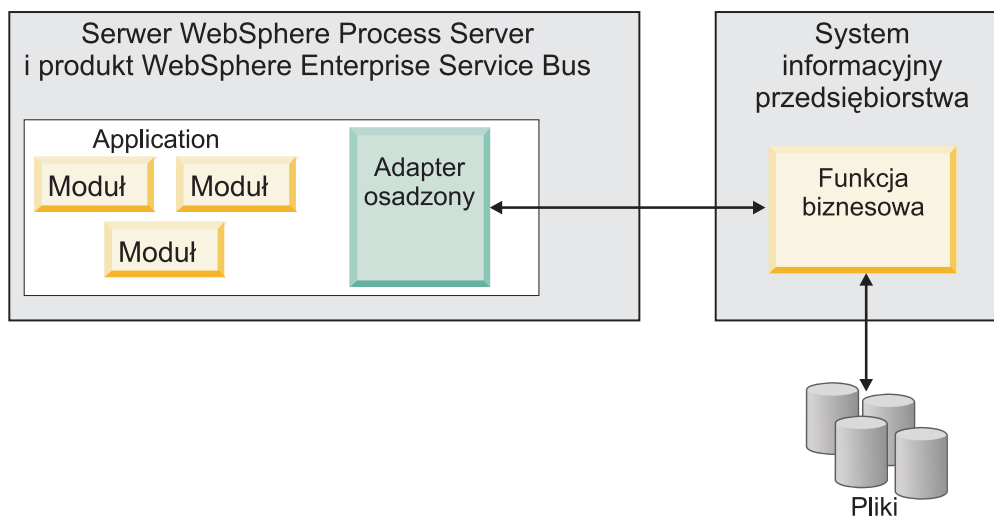 Serwer WebSphere Process Server
i produkt WebSphere Enterprise Service Bus
Application
Moduł
Moduł
Moduł
Adapter
osadzony
System
informacyjny
przedsiębiorstwa
Funkcja
biznesowa
Pliki